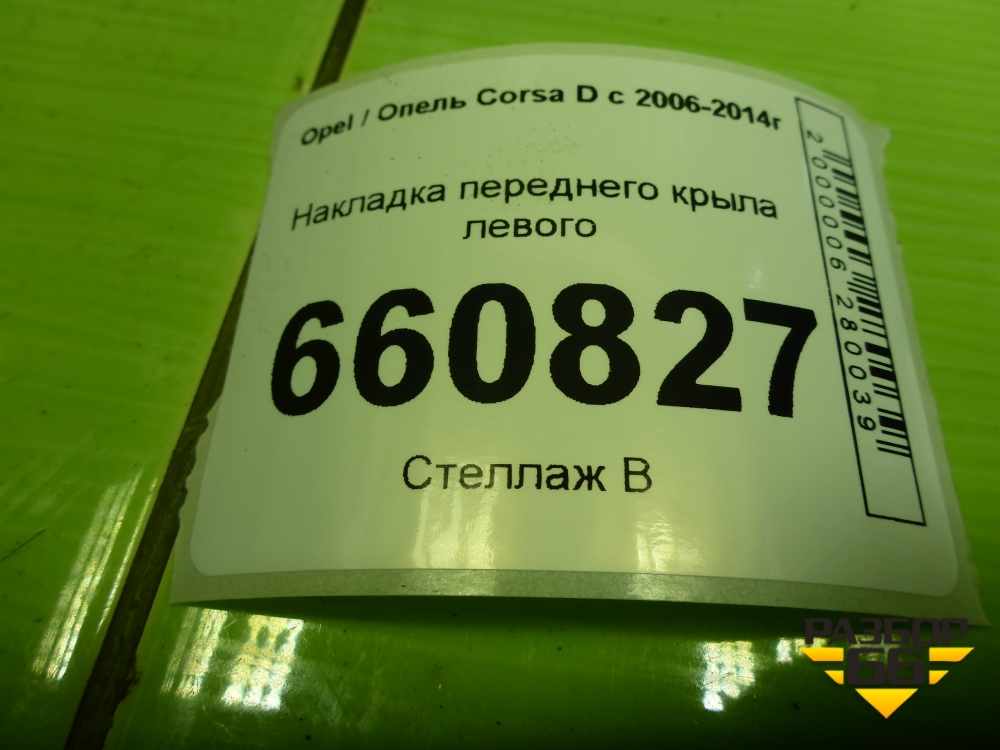 Opel / Опель Corsa D с 2006-2014г
Накладка переднего крыла
левого
660827
Стеллаж В
2000006280039
РАЗБОР
66